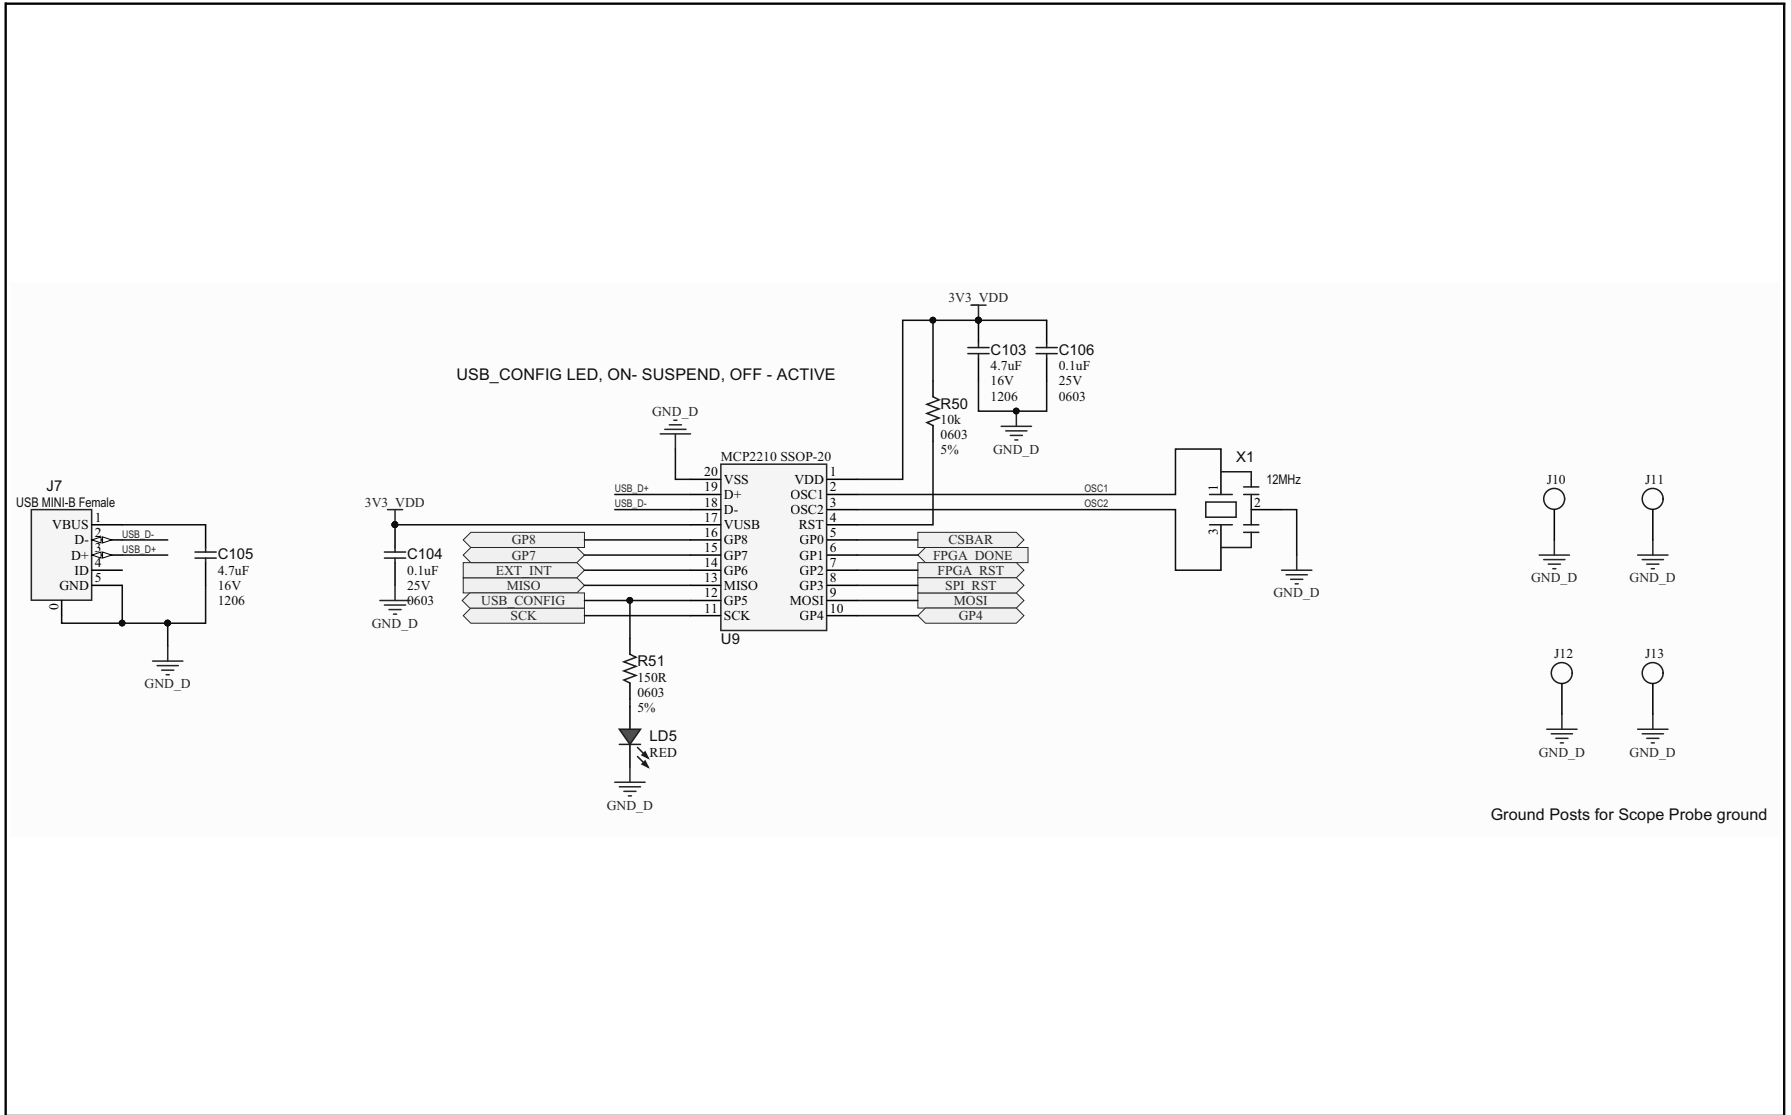 3V3_VDD
C103
4.7uF
16V
1206
C106
0.1uF
25V
0603
USB_CONFIG LED, ON- SUSPEND, OFF - ACTIVE
R50
10k
0603
5%
GND_D
GND_D
J7
USB MINI-B Female
VBUS 1
D- 2 USB_D-
D+ 3 USB_D+
ID 4
GND 5
0
C105
4.7uF
16V
1206
GND_D
3V3_VDD
C104
0.1uF
25V
0603
GND_D
MCP2210 SSOP-20
USB_D+
USB_D-
20 VSS
19 D+
18 D-
17 VUSB
GP8 16 GP8
GP7 15 GP7
EXT_INT 14 GP6
MISO 13 MISO
USB_CONFIG 12 GP5
SCK 11 SCK
VDD 1
OSC1 2 OSC1
OSC2 3 OSC2
RST 4
GP0 5 CSBAR
GP1 6 FPGA_DONE
GP2 7 FPGA_RST
GP3 8 SPI_RST
MOSI 9 MOSI
GP4 10 GP4
U9
R51
150R
0603
5%
LD5
RED
GND_D
X1
12MHz
1
2
3
GND_D
J10
GND_D
J11
GND_D
J12
GND_D
J13
GND_D
Ground Posts for Scope Probe ground